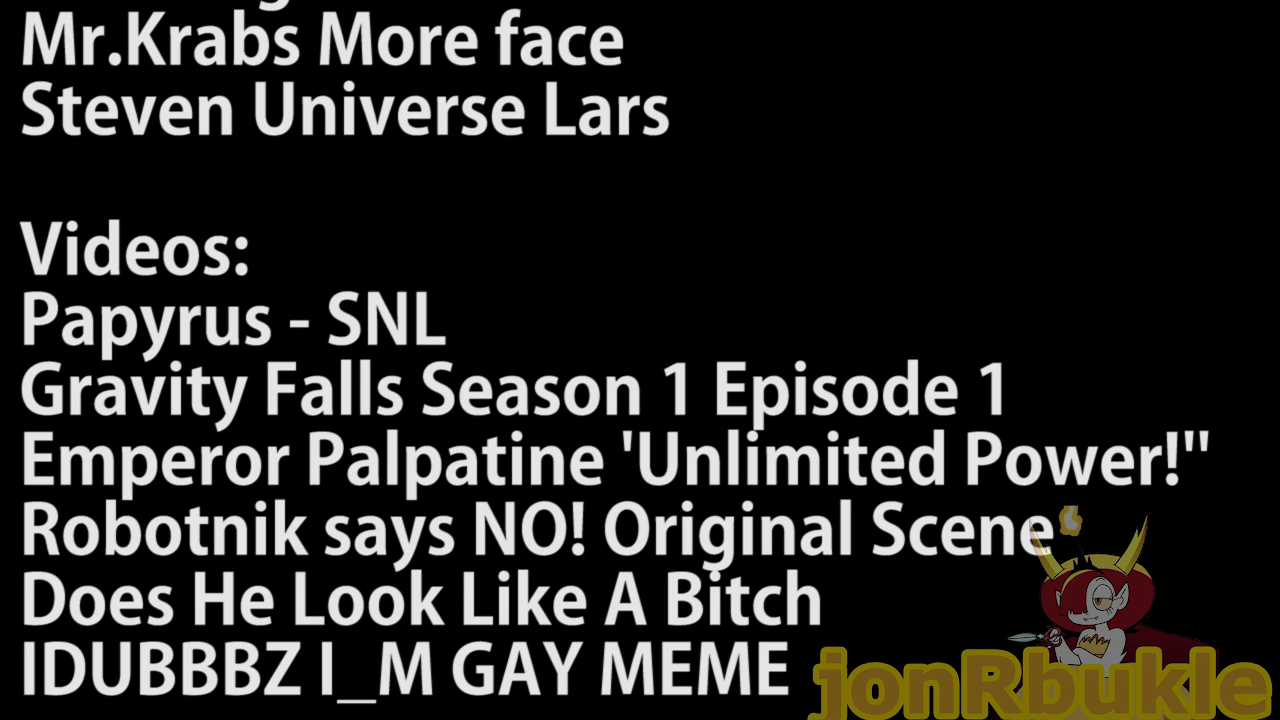 Mr.Krabs More face
Steven Universe Lars
Videos:
Papyrus - SNL
Gravity Falls Season 1 Episode 1
Emperor Palpatine 'Unlimited Power!''
Robotnik says NO! Original Scene
Does He Look Like A Bitch
IDUBBBZ I_M GAY MEME
jonRbukle